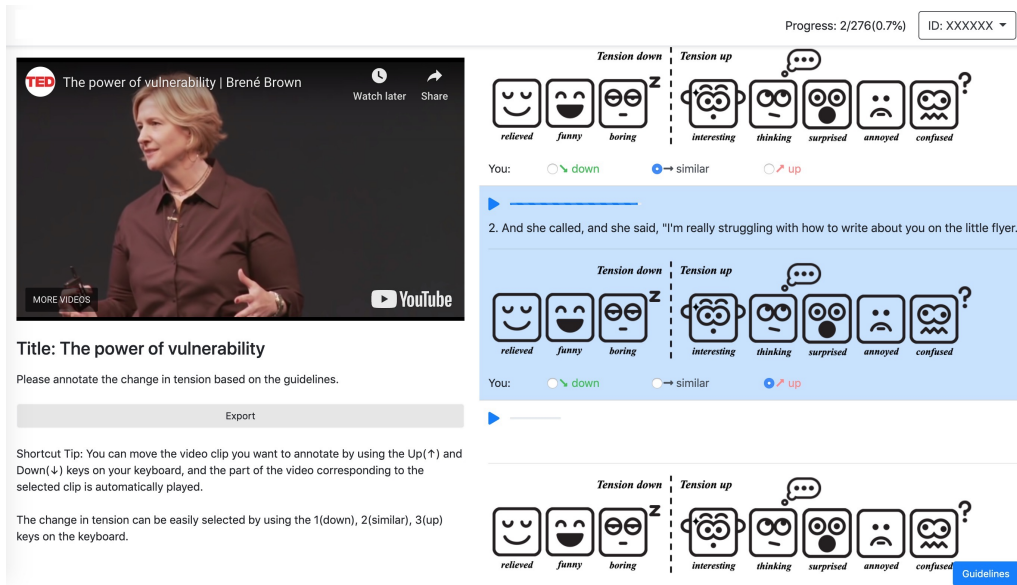 Progress: 2/276(0.7%)
ID: XXXXXX
TED
The power of vulnerability | Brené Brown
Watch later
Share
MORE VIDEOS
YouTube
Title: The power of vulnerability
Please annotate the change in tension based on the guidelines.
Export
Shortcut Tip: You can move the video clip you want to annotate by using the Up(↑) and
Down(↓) keys on your keyboard, and the part of the video corresponding to the
selected clip is automatically played.
The change in tension can be easily selected by using the 1(down), 2(similar), 3(up)
keys on the keyboard.
Tension down Tension up
z ?
relieved funny boring interesting thinking surprised annoyed confused
You: ↘ down → similar ↗ up
2. And she called, and she said, "I'm really struggling with how to write about you on the little flyer.
Tension down Tension up
z ?
relieved funny boring interesting thinking surprised annoyed confused
You: ↘ down → similar ↗ up
Tension down Tension up
z ?
relieved funny boring interesting thinking surprised annoyed confused
Guidelines